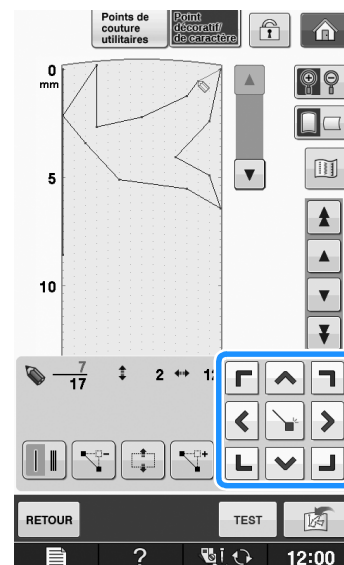 Points de
couture
utilitaires
Point
décoratif/
de caractère
0
mm
5
10
7
17
2
RETOUR
TEST
?
12:00